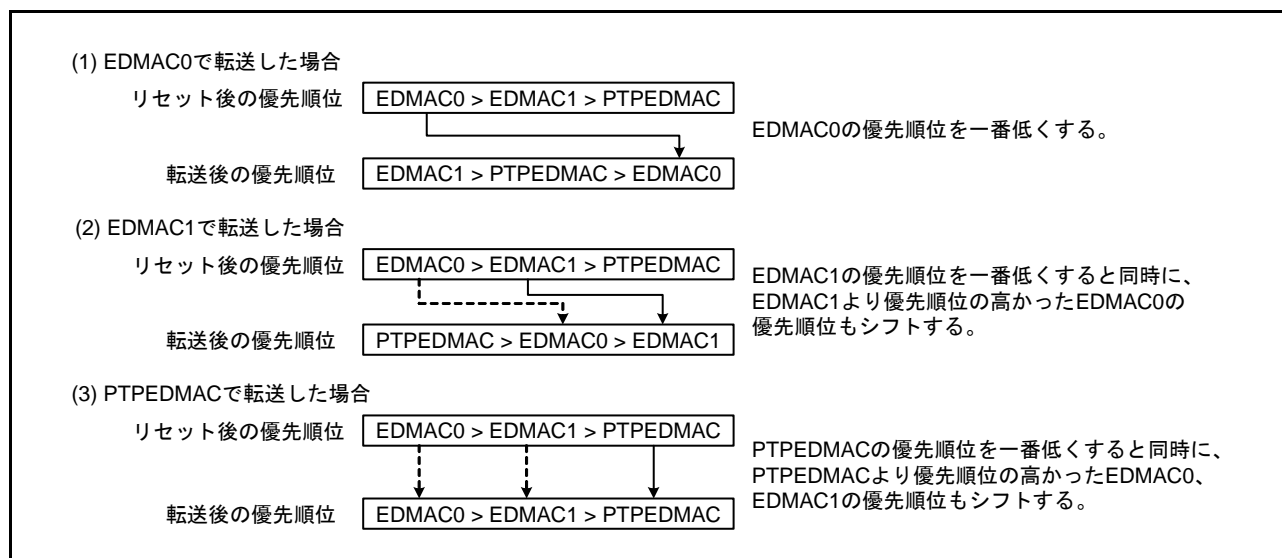 (1) EDMAC0で転送した場合
リセット後の優先順位
EDMAC0 > EDMAC1 > PTPEDMAC
EDMAC0の優先順位を一番低くする。
転送後の優先順位
EDMAC1 > PTPEDMAC > EDMAC0
(2) EDMAC1で転送した場合
リセット後の優先順位
EDMAC0 > EDMAC1 > PTPEDMAC
EDMAC1の優先順位を一番低くすると同時に、
EDMAC1より優先順位の高かったEDMAC0の
優先順位もシフトする。
転送後の優先順位
PTPEDMAC > EDMAC0 > EDMAC1
(3) PTPEDMACで転送した場合
リセット後の優先順位
EDMAC0 > EDMAC1 > PTPEDMAC
PTPEDMACの優先順位を一番低くすると同時に、
PTPEDMACより優先順位の高かったEDMAC0、
EDMAC1の優先順位もシフトする。
転送後の優先順位
EDMAC0 > EDMAC1 > PTPEDMAC